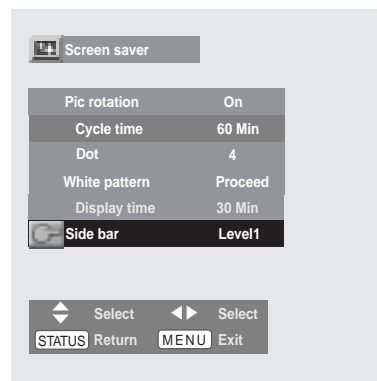 Screen saver
Pic rotation On
Cycle time 60 Min
Dot 4
White pattern Proceed
Display time 30 Min
Side bar Level1
Select Select
STATUS Return MENU Exit